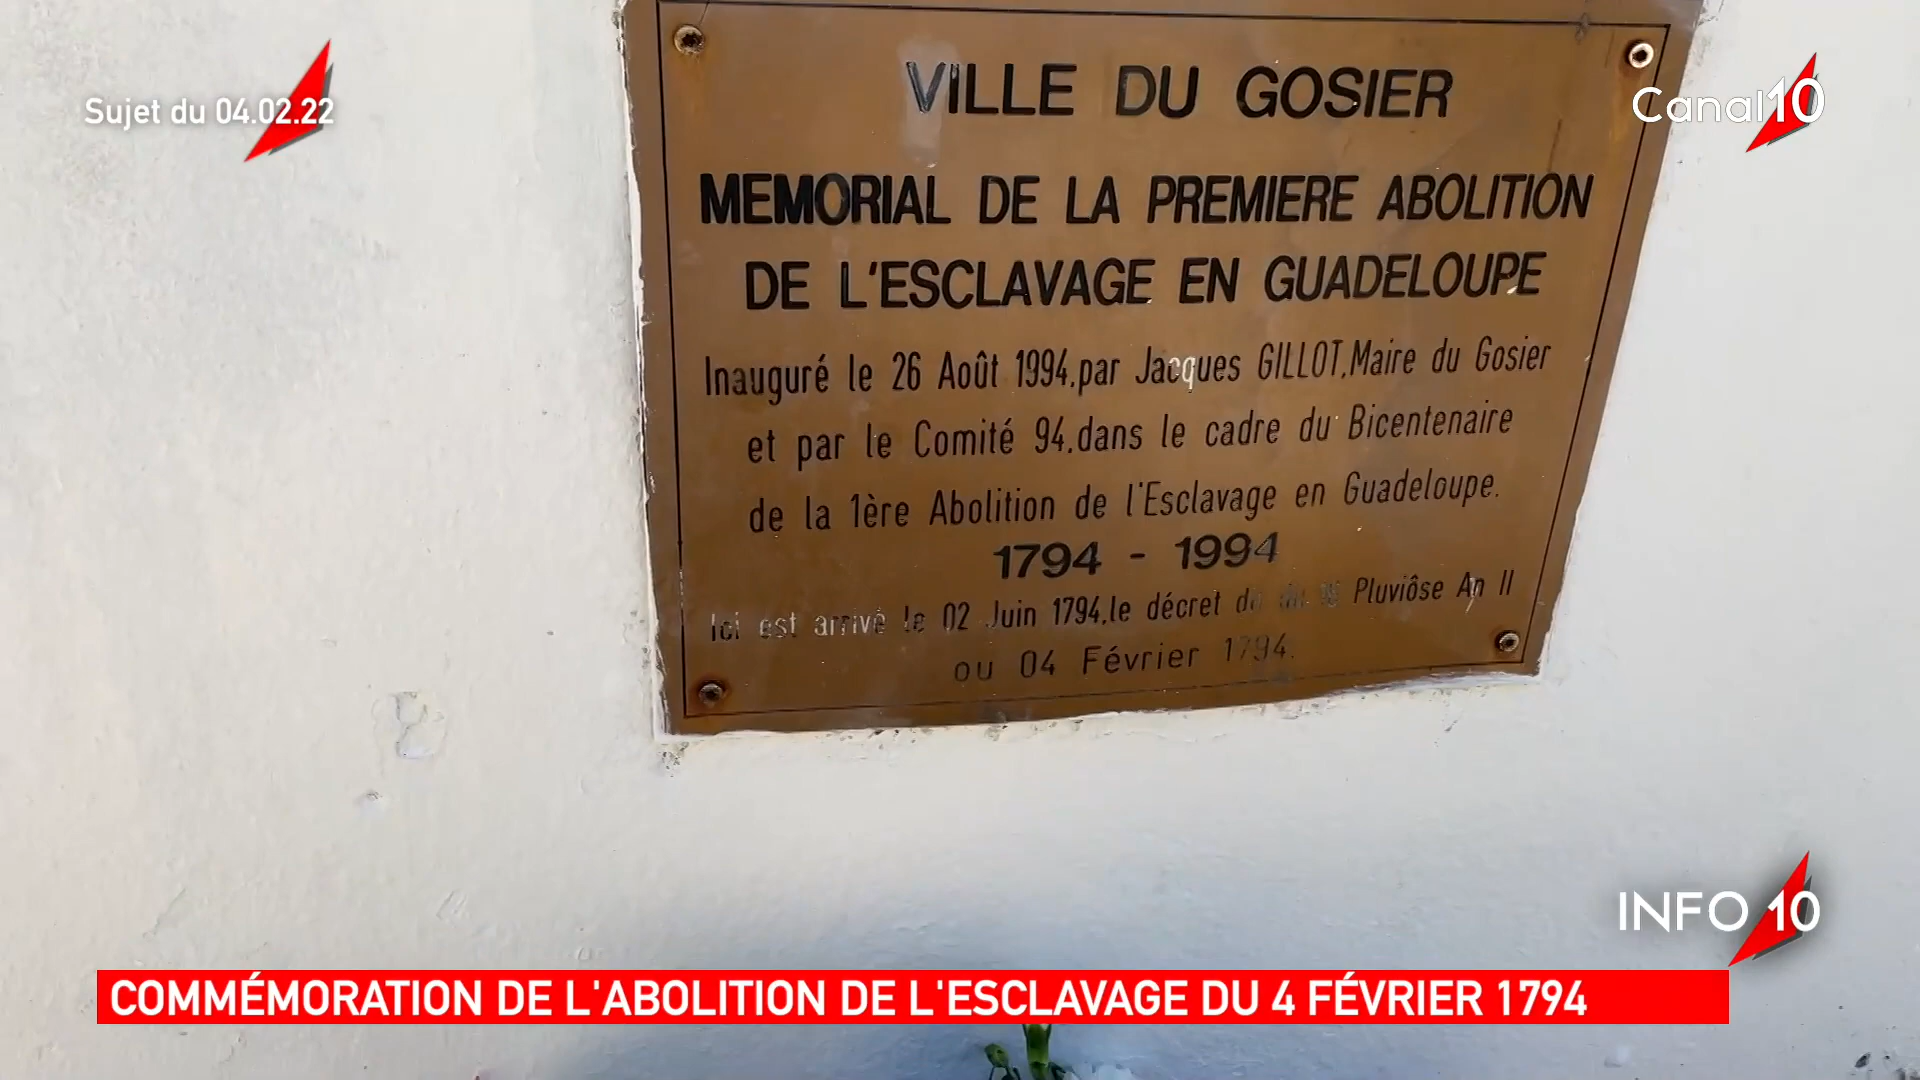 Sujet du 04.02.22
Canal10
VILLE DU GOSIER
MEMORIAL DE LA PREMIERE ABOLITION
DE L'ESCLAVAGE EN GUADELOUPE
Inauguré le 26 Août 1994,par Jacques GILLOT,Maire du Gosier
et par le Comité 94,dans le cadre du Bicentenaire
de la 1ère Abolition de l'Esclavage en Guadeloupe.
1794 - 1994
Ici est arrivé le 02 Juin 1794,le décret Pluviôse An II
ou 04 Février 1794.
INFO 10
COMMÉMORATION DE L'ABOLITION DE L'ESCLAVAGE DU 4 FÉVRIER 1794